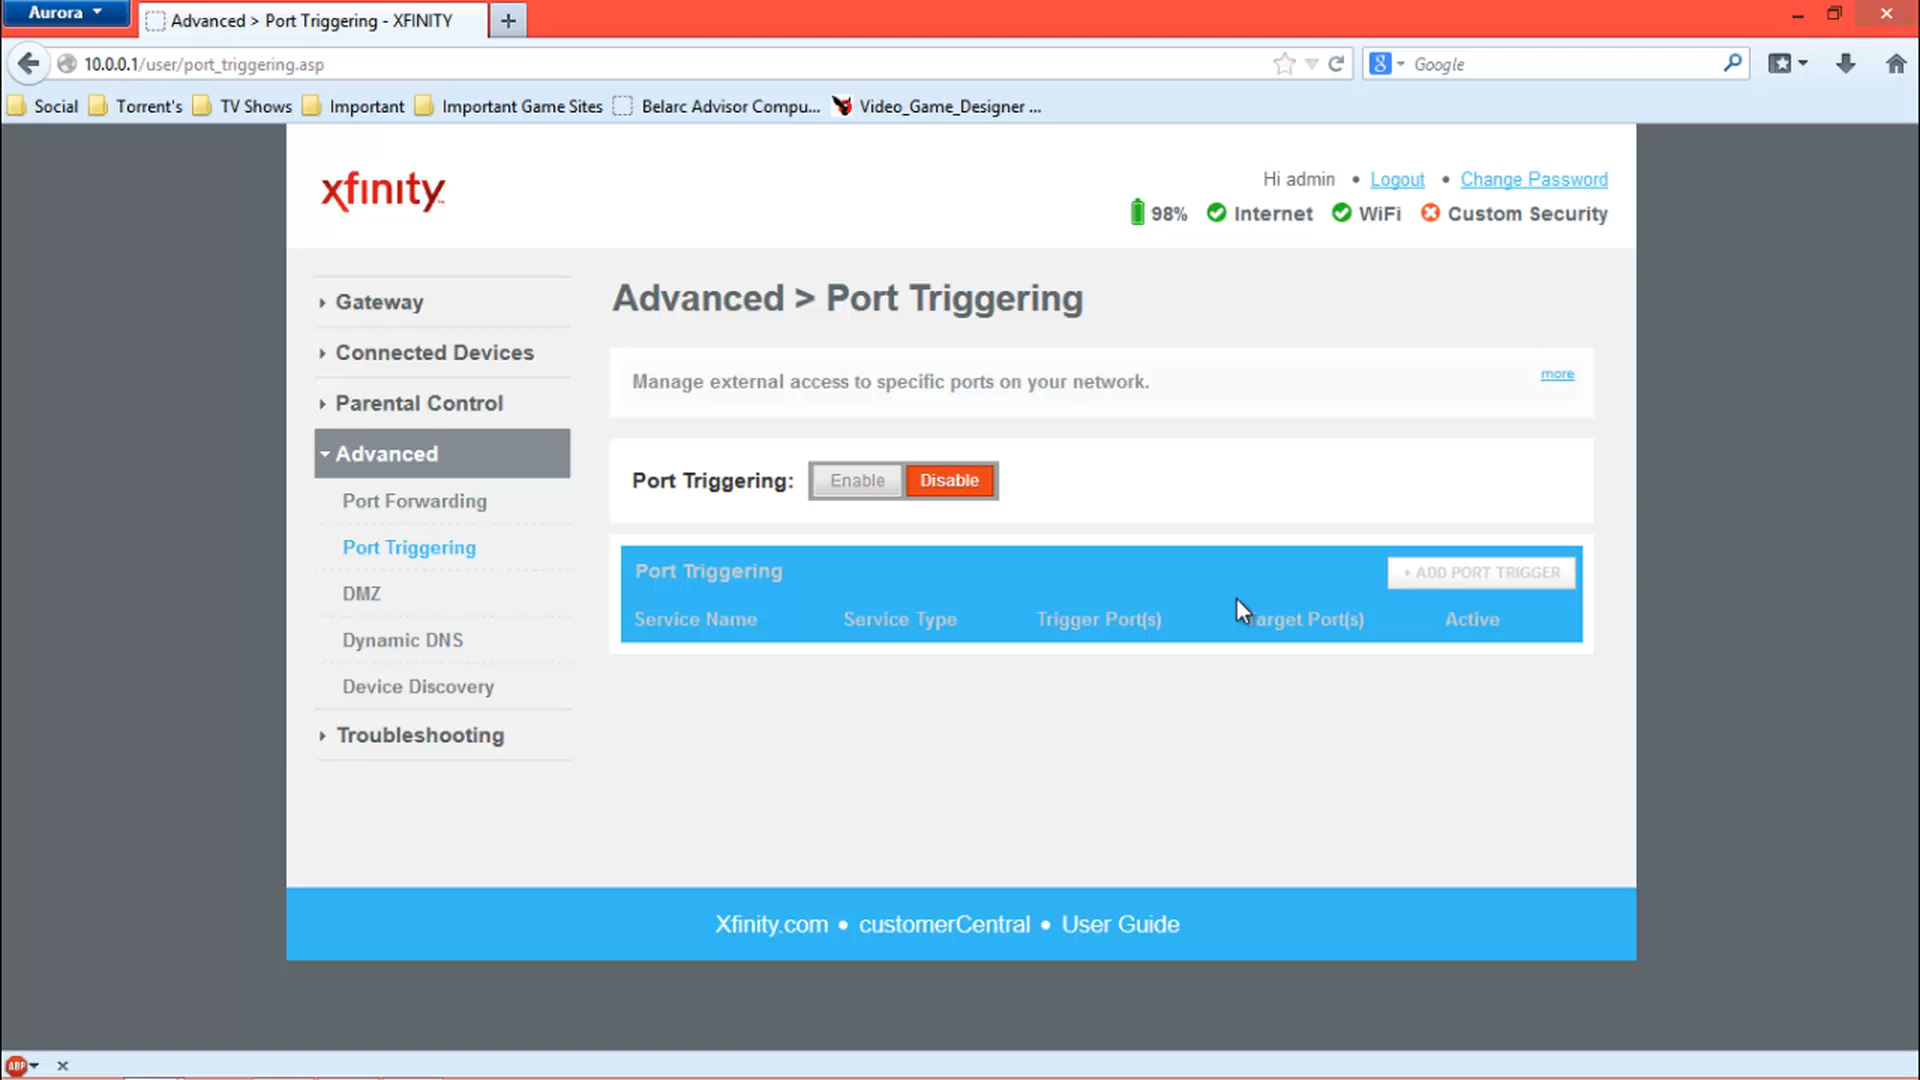 Aurora
Advanced > Port Triggering - XFINITY
10.0.0.1/user/port_triggering.asp
Google
Social
Torrent's
TV Shows
Important
Important Game Sites
Belarc Advisor Compu...
Video_Game_Designer ...
xfinity
Hi admin • Logout • Change Password
98% Internet WiFi Custom Security
Gateway
Connected Devices
Parental Control
Advanced
Port Forwarding
Port Triggering
DMZ
Dynamic DNS
Device Discovery
Troubleshooting
Advanced > Port Triggering
Manage external access to specific ports on your network.
more
Port Triggering: Enable Disable
Port Triggering
+ ADD PORT TRIGGER
Service Name Service Type Trigger Port(s) Target Port(s) Active
Xfinity.com • customerCentral • User Guide
ABP